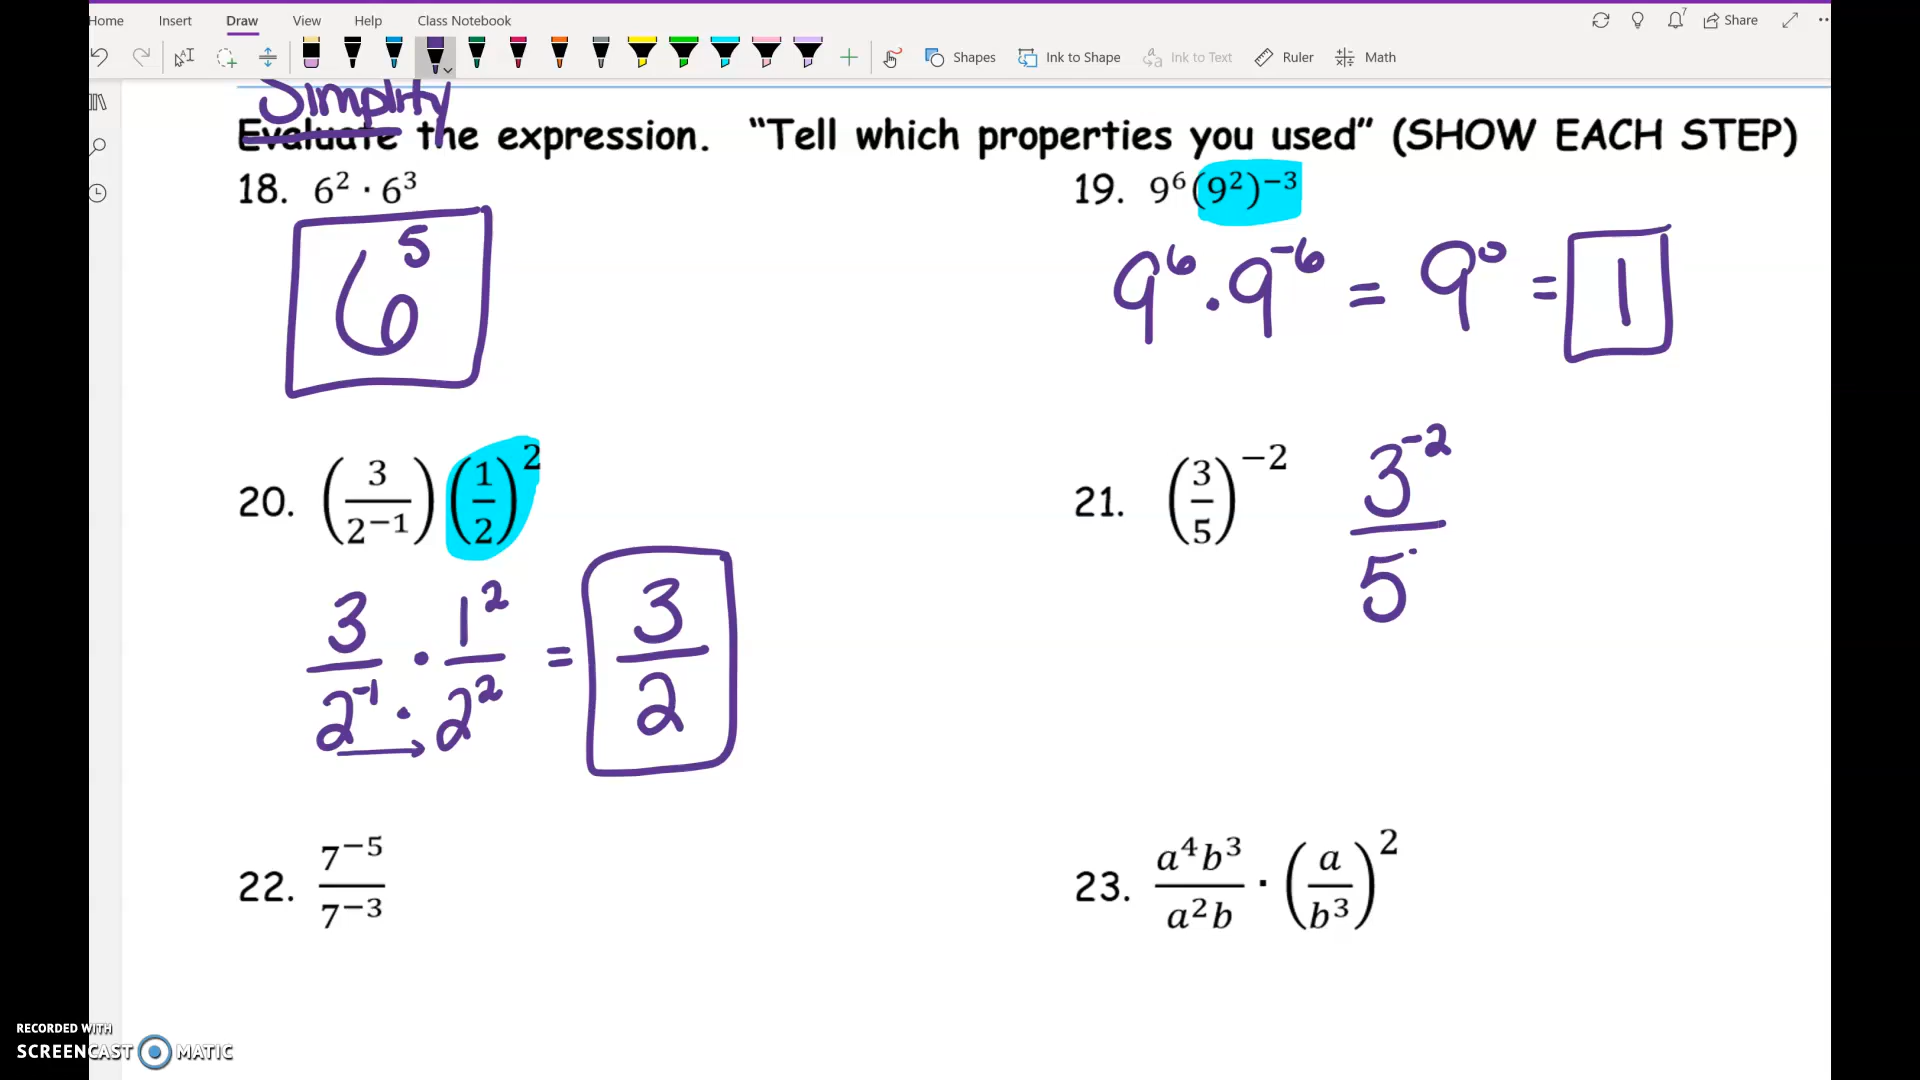 Home Insert Draw View Help Class Notebook 7 Share
Shapes Ink to Shape Ink to Text Ruler Math
Simplify
Evaluate the expression. “Tell which properties you used” (SHOW EACH STEP)
18. 6² · 6³
6⁵
19. 9⁶(9²)⁻³
9⁶ · 9⁻⁶ = 9⁰ = 1
20. (3/2⁻¹)(1/2)²
3/2⁻¹ · 1²/2² = 3/2
21. (3/5)⁻² 3⁻²/5
22. 7⁻⁵/7⁻³
23. a⁴b³/a²b · (a/b³)²
RECORDED WITH
SCREENCAST MATIC